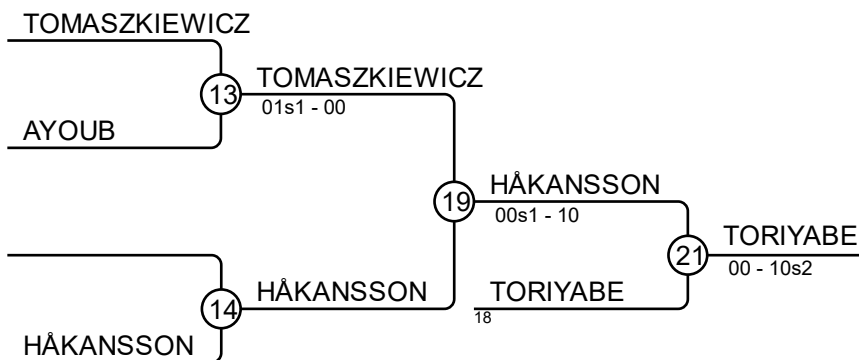 TOMASZKIEWICZ
13
TOMASZKIEWICZ
01s1 - 00
AYOUB
19
HÅKANSSON
00s1 - 10
21
TORIYABE
00 - 10s2
14
HÅKANSSON
TORIYABE
18
HÅKANSSON